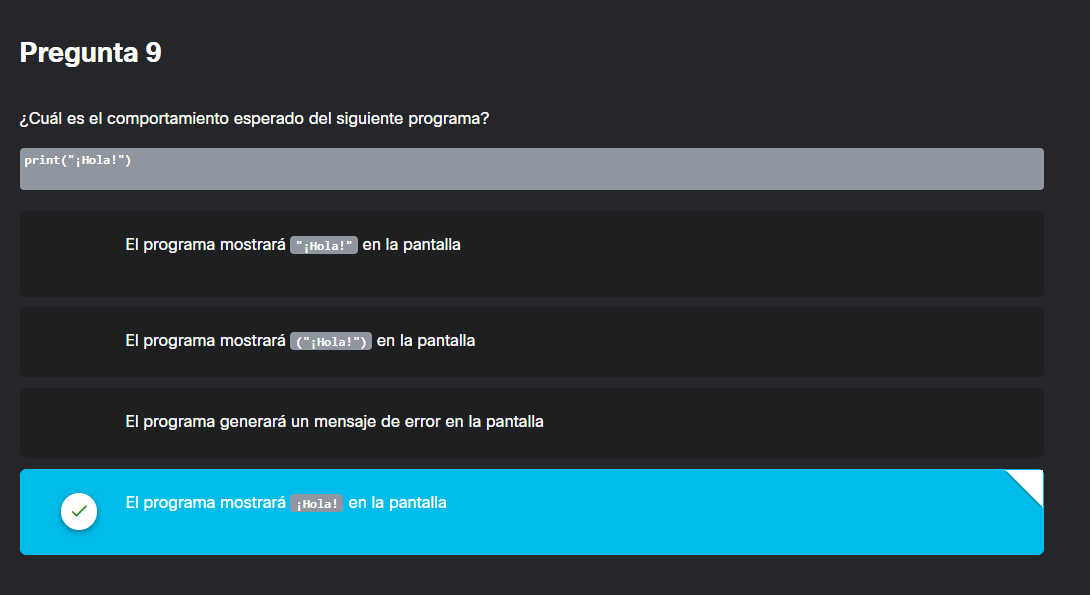 Pregunta 9
¿Cuál es el comportamiento esperado del siguiente programa?
print("¡Hola!")
El programa mostrará "¡Hola!" en la pantalla
El programa mostrará ("¡Hola!") en la pantalla
El programa generará un mensaje de error en la pantalla
El programa mostrará ¡Hola! en la pantalla